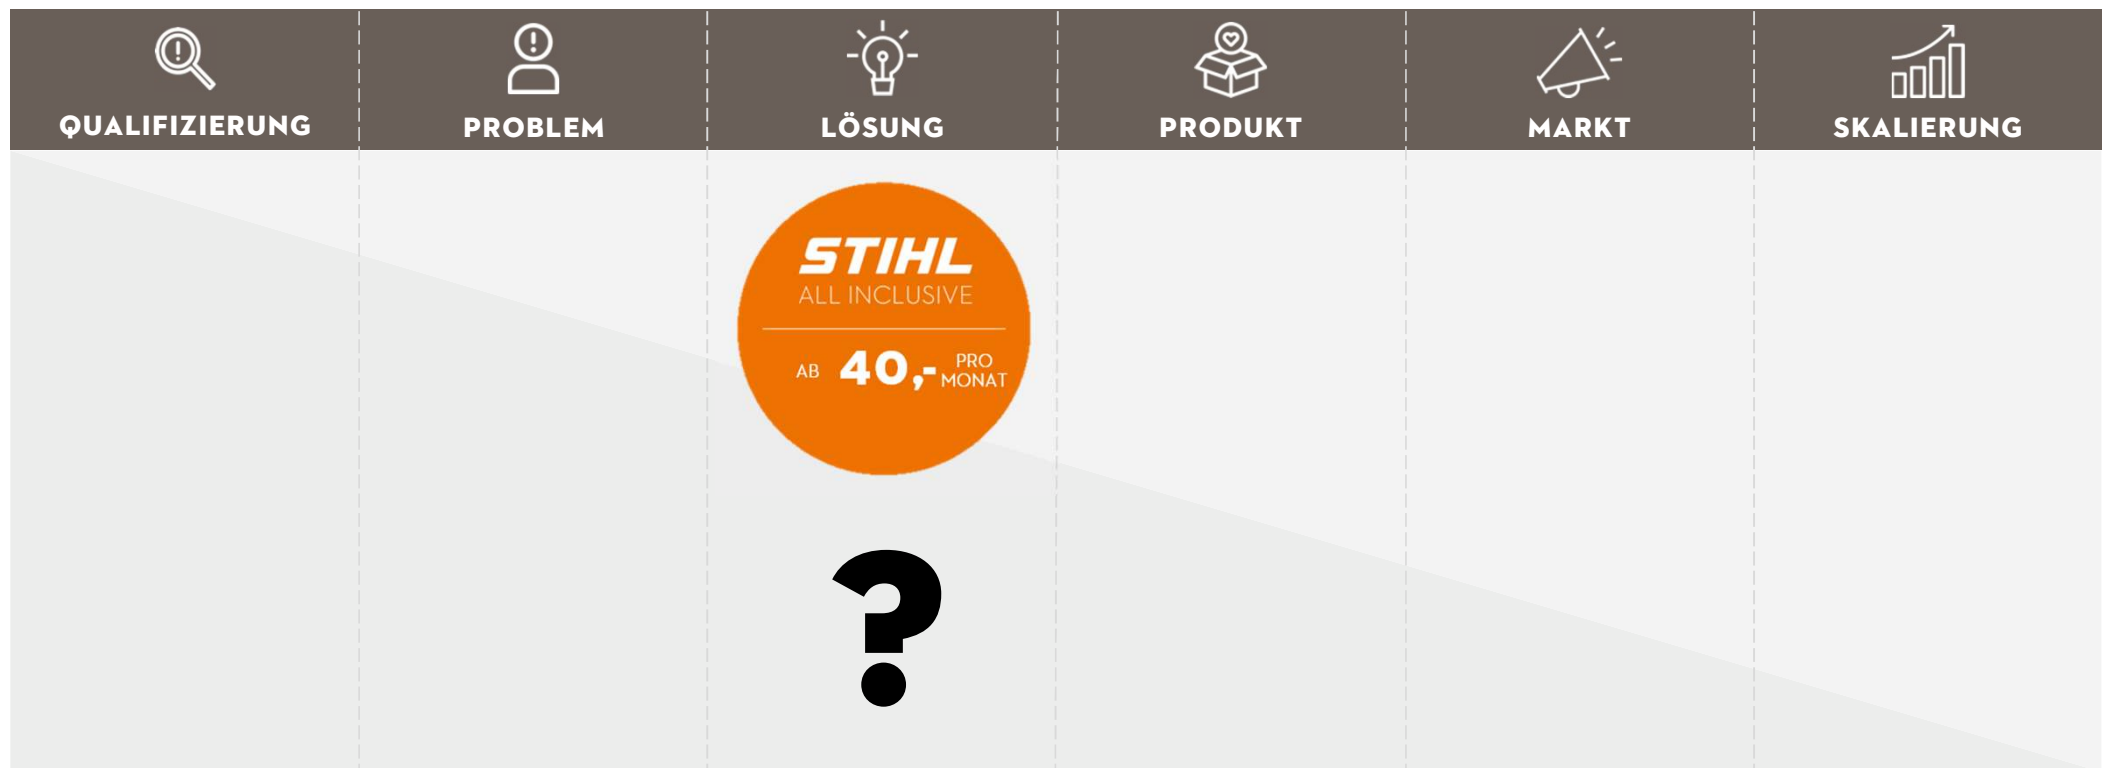 QUALIFIZIERUNG
PROBLEM
LÖSUNG
PRODUKT
MARKT
SKALIERUNG
STIHL
ALL INCLUSIVE
AB 40,- PRO
MONAT
?